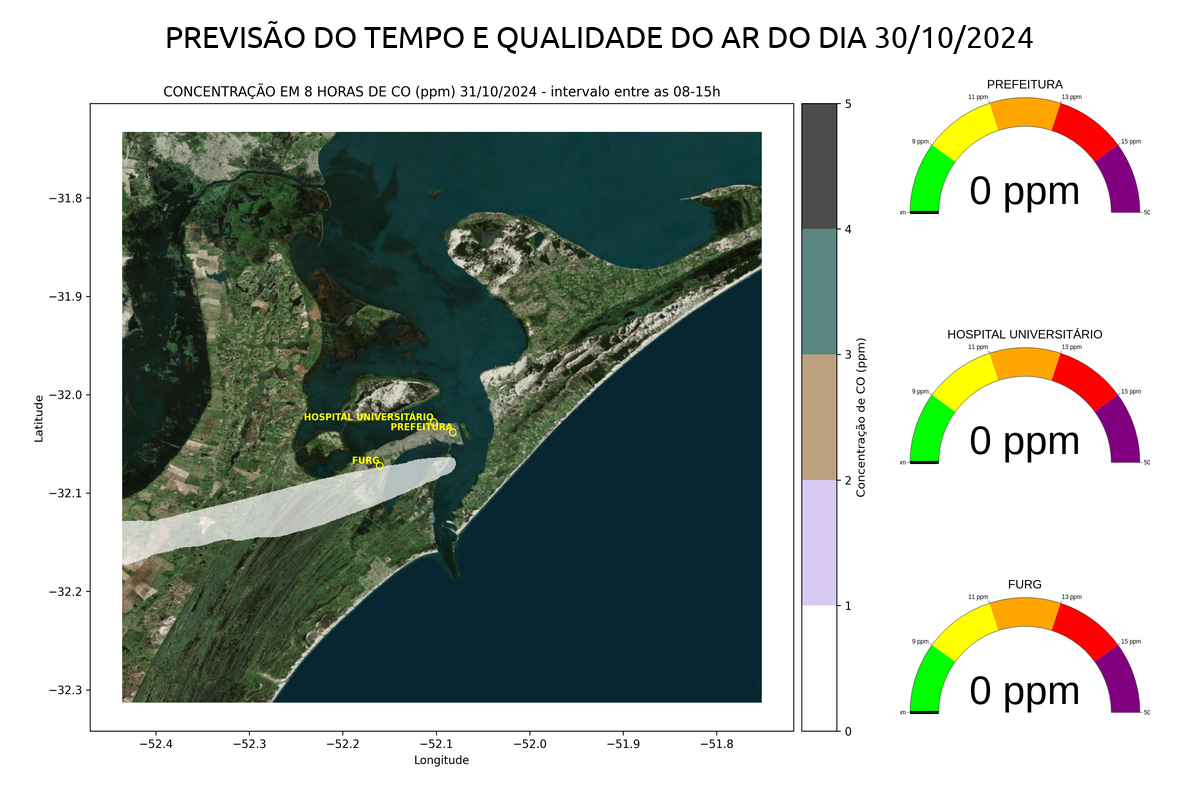 PREVISÃO DO TEMPO E QUALIDADE DO AR DO DIA 30/10/2024
CONCENTRAÇÃO EM 8 HORAS DE CO (ppm) 31/10/2024 - intervalo entre as 08-15h
−31.8
−31.9
−32.0
−32.1
−32.2
−32.3
Latitude
−52.4
−52.3
−52.2
−52.1
−52.0
−51.9
−51.8
Longitude
HOSPITAL UNIVERSITÁRIO
PREFEITURA
FURG
5
4
3
2
1
0
Concentração de CO (ppm)
PREFEITURA
11 ppm
13 ppm
9 ppm
15 ppm
0 ppm
HOSPITAL UNIVERSITÁRIO
11 ppm
13 ppm
9 ppm
15 ppm
0 ppm
FURG
11 ppm
13 ppm
9 ppm
15 ppm
0 ppm